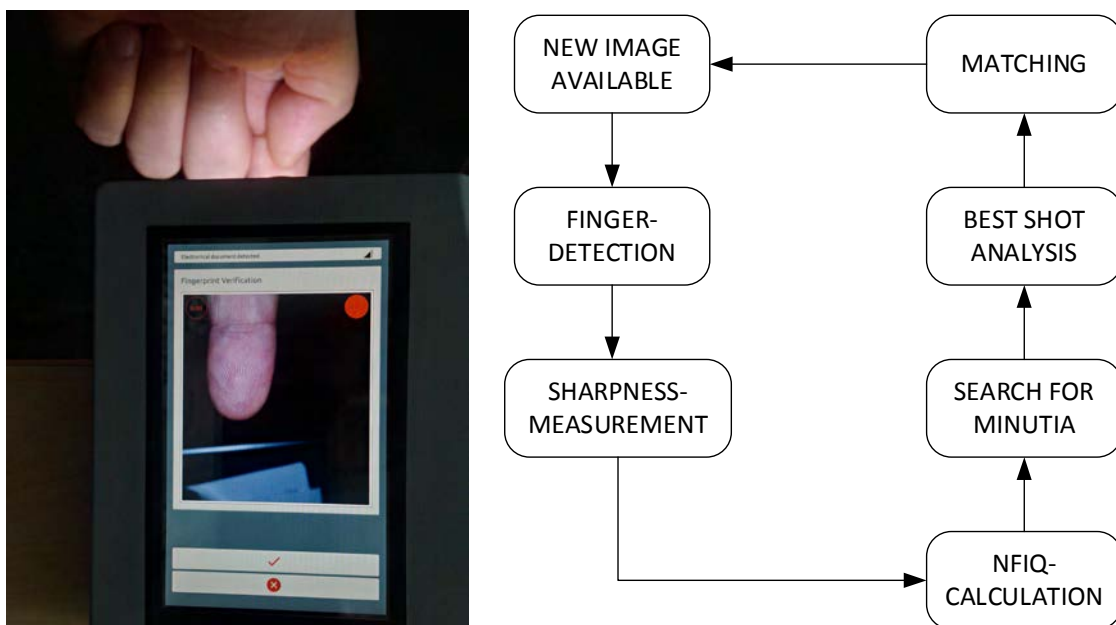 Electronical document detected
Fingerprint Verification
NEW IMAGE
AVAILABLE
FINGER-
DETECTION
SHARPNESS-
MEASUREMENT
MATCHING
BEST SHOT
ANALYSIS
SEARCH FOR
MINUTIA
NFIQ-
CALCULATION